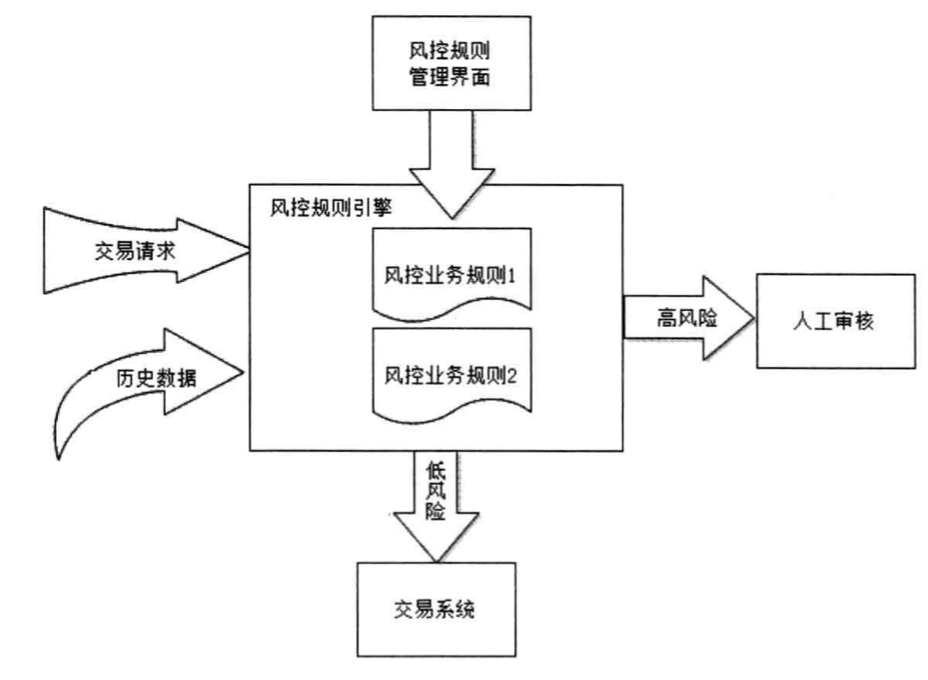 风控规则
管理界面
风控规则引擎
交易请求
风控业务规则1
高风险
人工审核
历史数据
风控业务规则2
低
风
险
交易系统